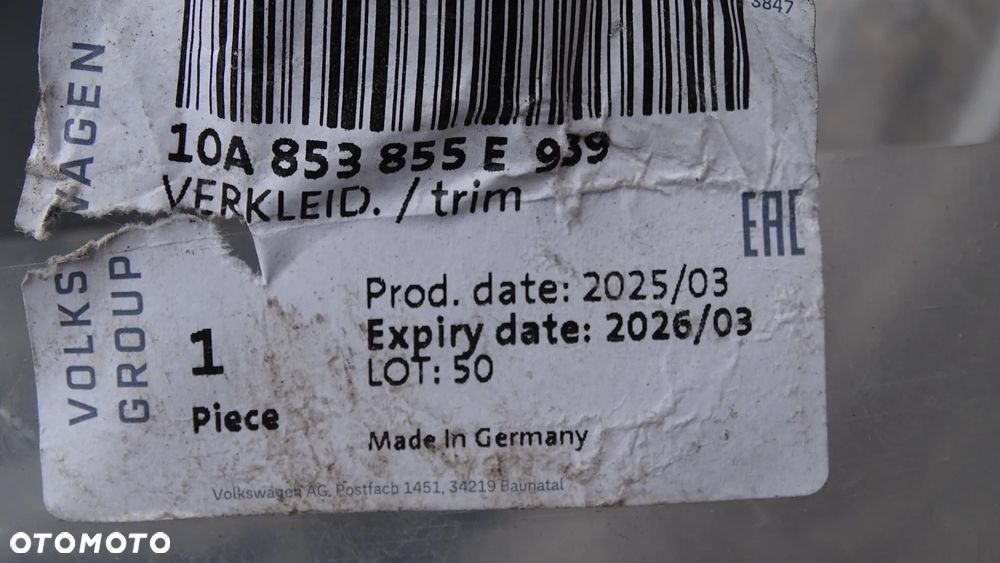 3847
10A 853 855 E 939
VERKLEID. / trim
EAC
VOLKSWAGEN
GROUP
Prod. date: 2025/03
Expiry date: 2026/03
LOT: 50
1
Piece
Made In Germany
Volkswagen AG, Postfach 1451, 34219 Baunatal
OTOMOTO